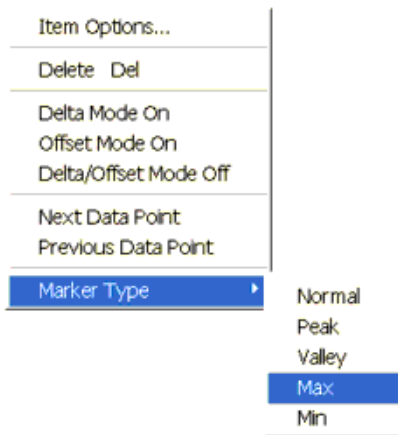 Item Options...
Delete Del
Delta Mode On
Offset Mode On
Delta/Offset Mode Off
Next Data Point
Previous Data Point
Marker Type
Normal
Peak
Valley
Max
Min